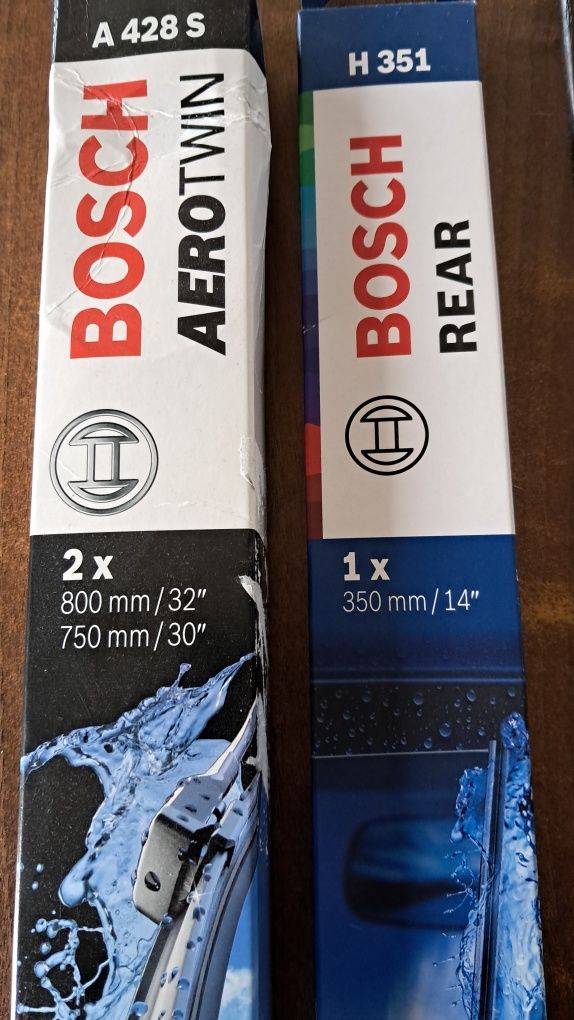 A 428 S
BOSCH
AEROTWIN
2 x
800 mm / 32"
750 mm / 30"
H 351
BOSCH
REAR
1 x
350 mm / 14"